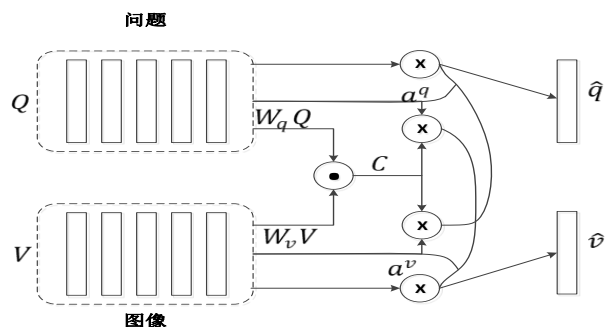 问题
Q
W_q Q
a^q
x
x
q̂
C
V
W_v V
a^v
x
x
v̂
图像